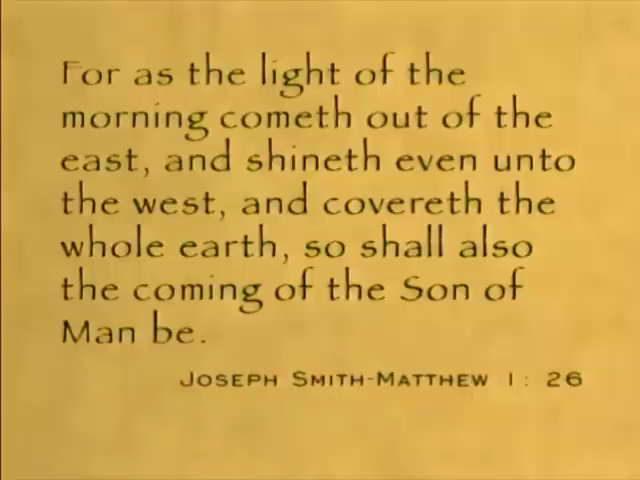 For as the light of the
morning cometh out of the
east, and shineth even unto
the west, and covereth the
whole earth, so shall also
the coming of the Son of
Man be.
Joseph Smith-Matthew 1: 26